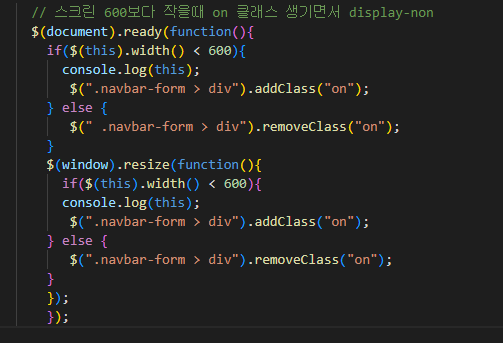 // 스크린 600보다 작을때 on 클래스 생기면서 display-non
$(document).ready(function(){
if($(this).width() < 600){
console.log(this);
$(".navbar-form > div").addClass("on");
} else {
$(" .navbar-form > div").removeClass("on");
}
$(window).resize(function(){
if($(this).width() < 600){
console.log(this);
$(".navbar-form > div").addClass("on");
} else {
$(".navbar-form > div").removeClass("on");
}
});
});